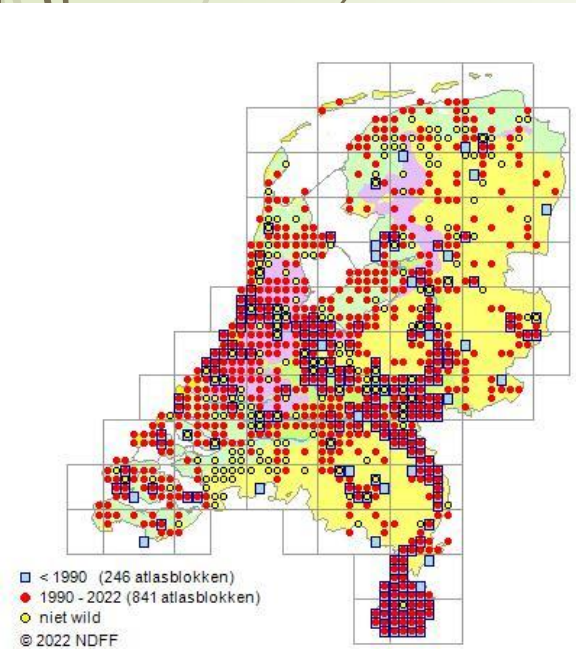 < 1990 (246 atlasblokken)
1990 - 2022 (841 atlasblokken)
niet wild
© 2022 NDFF